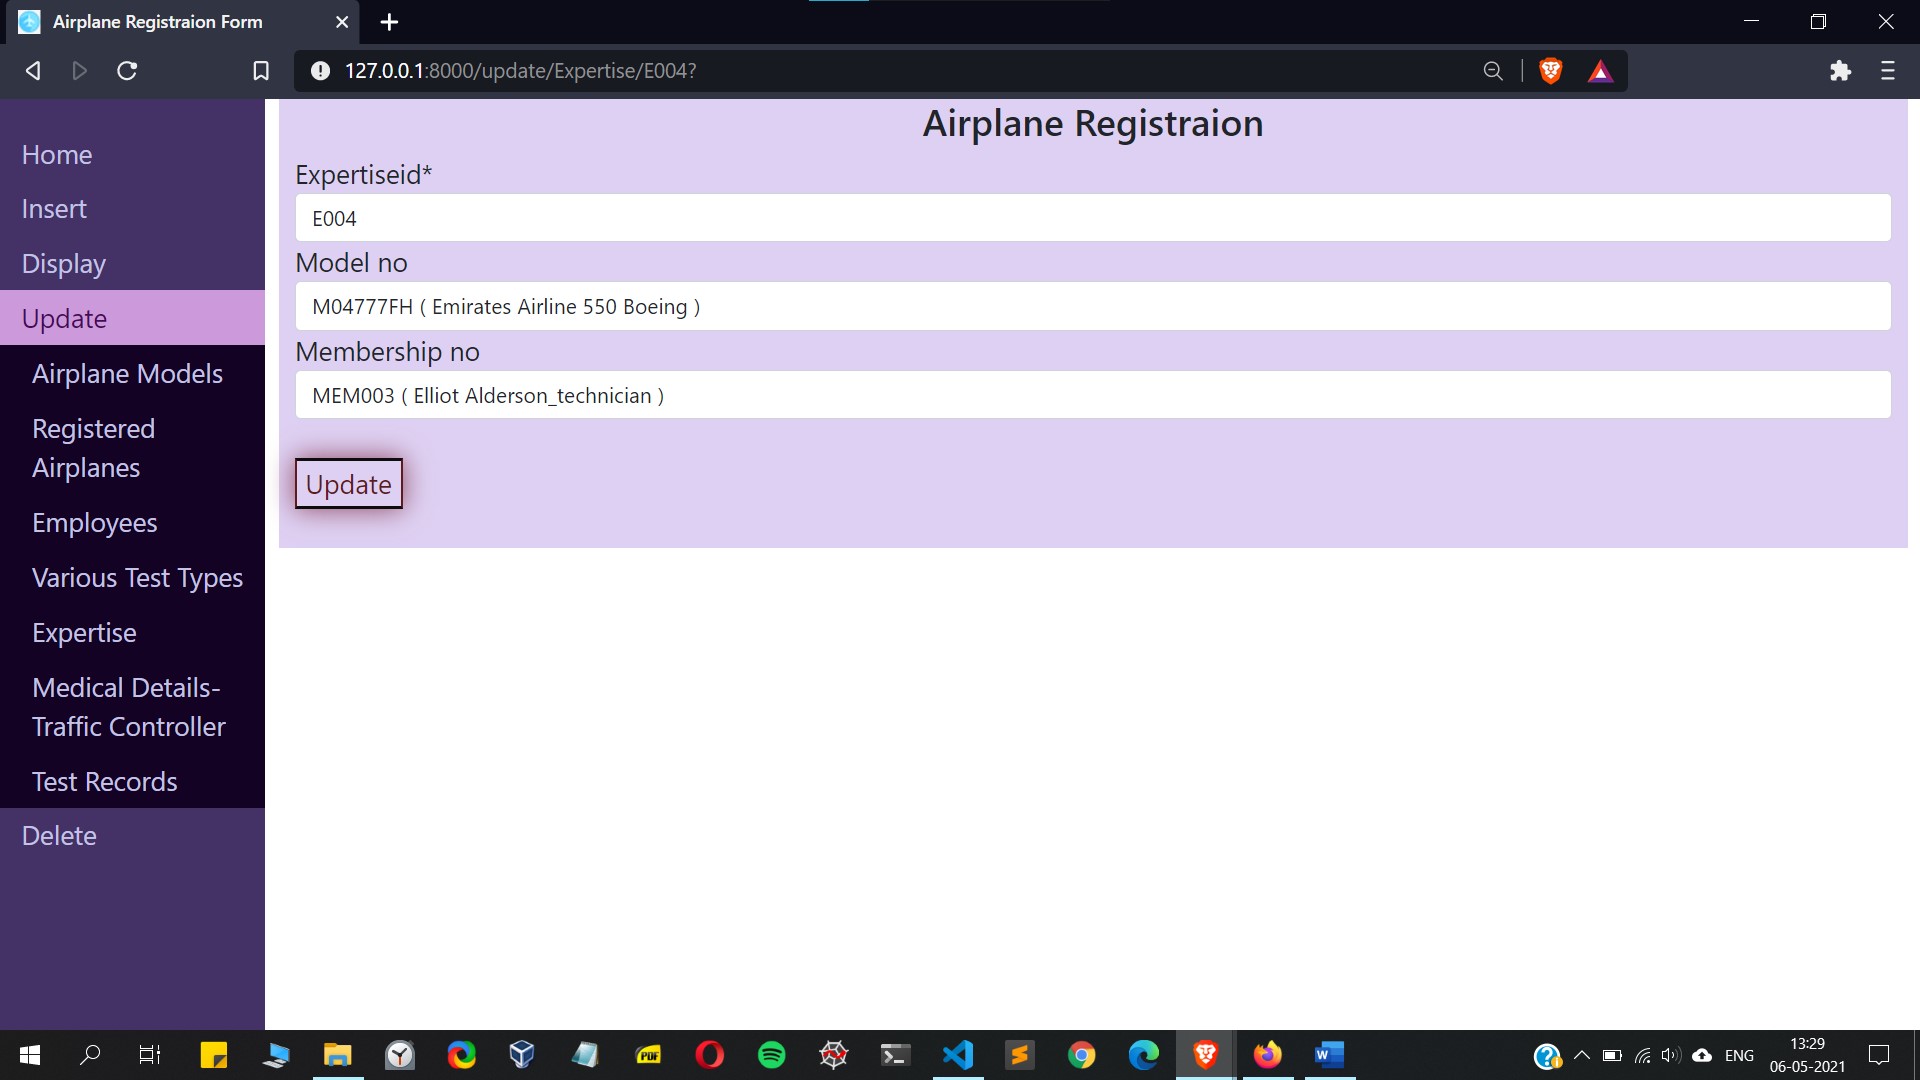 Airplane Registraion Form
127.0.0.1:8000/update/Expertise/E004?
Home
Insert
Display
Update
Airplane Models
Registered
Airplanes
Employees
Various Test Types
Expertise
Medical Details-
Traffic Controller
Test Records
Delete
Airplane Registraion
Expertiseid*
E004
Model no
M04777FH ( Emirates Airline 550 Boeing )
Membership no
MEM003 ( Elliot Alderson_technician )
Update
PDF
W
ENG
13:29
06-05-2021